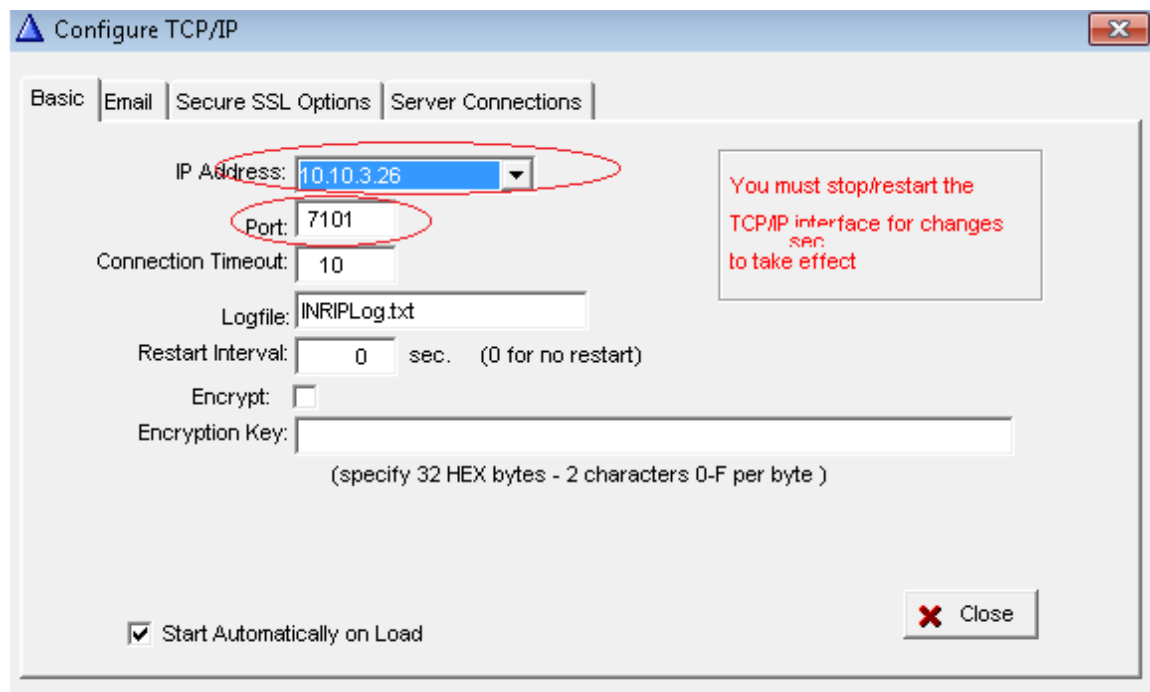 Configure TCP/IP
Basic Email Secure SSL Options Server Connections
IP Address: 10.10.3.26
Port: 7101
Connection Timeout: 10
Logfile: INRIPLog.txt
Restart Interval: 0 sec. (0 for no restart)
Encrypt:
Encryption Key:
(specify 32 HEX bytes - 2 characters 0-F per byte )
You must stop/restart the
TCP/IP interface for changes
sec
to take effect
Close
Start Automatically on Load